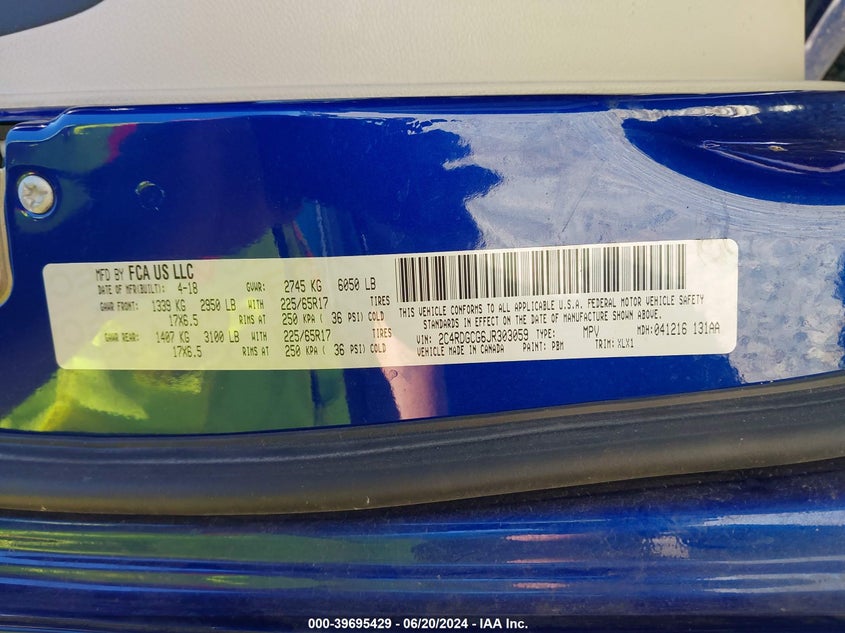 MFD BY FCA US LLC
DATE OF MFR(BUILT): 4-18 GVWR: 2745 KG 6050 LB
GAWR FRONT: 1339 KG 2950 LB WITH 225/65R17 TIRES
17X6.5 RIMS AT 250 KPA ( 36 PSI) COLD
GAWR REAR: 1407 KG 3100 LB WITH 225/65R17 TIRES
17X6.5 RIMS AT 250 KPA ( 36 PSI) COLD
THIS VEHICLE CONFORMS TO ALL APPLICABLE U.S.A. FEDERAL MOTOR VEHICLE SAFETY
STANDARDS IN EFFECT ON THE DATE OF MANUFACTURE SHOWN ABOVE.
VIN: 2C4RDGCG6JR303059 TYPE: MPV MDH: 041216 131AA
VEHICLE MADE IN CANADA PAINT: PBM TRIM: XLX1
000-39695429 - 06/20/2024 - IAA Inc.